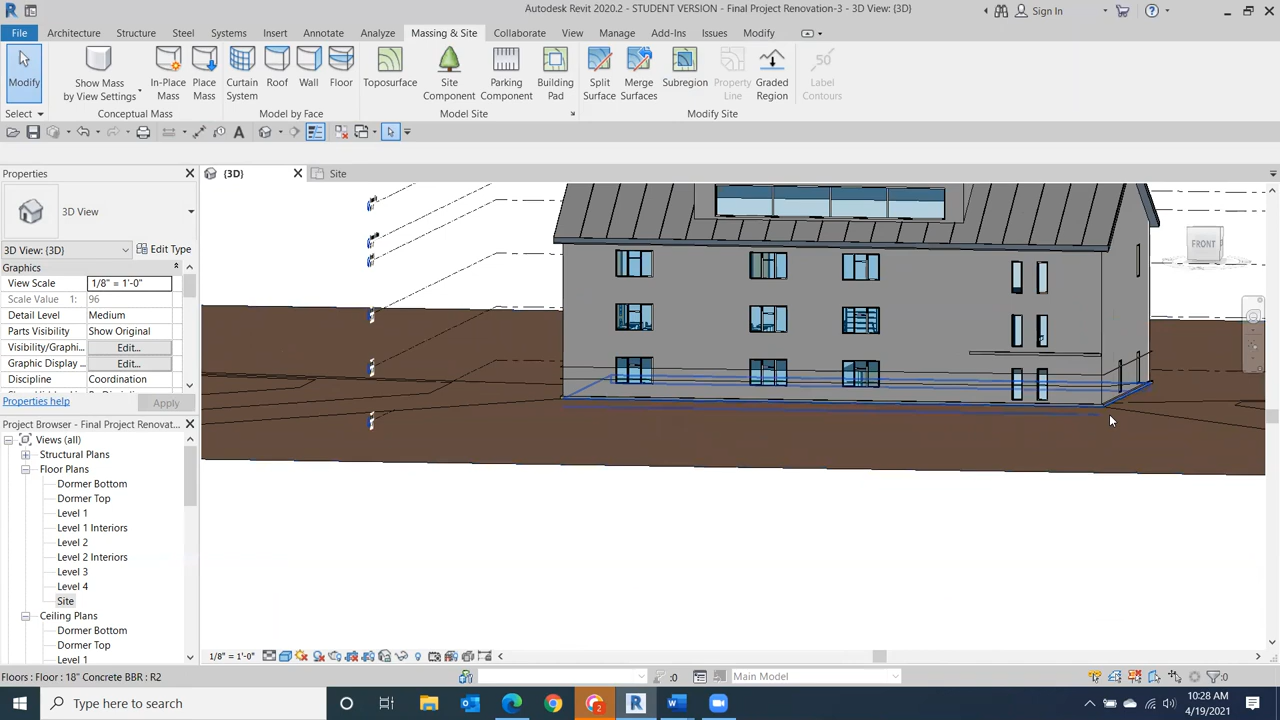 Autodesk Revit 2020.2 - STUDENT VERSION - Final Project Renovation-3 - 3D View: {3D}
Sign In
File Architecture Structure Steel Systems Insert Annotate Analyze Massing & Site Collaborate View Manage Add-Ins Issues Modify
Modify
Show Mass by View Settings
In-Place Mass
Place Mass
Curtain System
Roof
Wall
Floor
Toposurface
Site Component
Parking Component
Building Pad
Split Surface
Merge Surfaces
Subregion
Property Line
Graded Region
Label Contours
Select
Conceptual Mass
Model by Face
Model Site
Modify Site
Properties
{3D}
Site
3D View
3D View: {3D}
Edit Type
Graphics
View Scale 1/8" = 1'-0"
Scale Value 1: 96
Detail Level Medium
Parts Visibility Show Original
Visibility/Graphi... Edit...
Graphic Display ... Edit...
Discipline Coordination
Properties help
Apply
FRONT
Project Browser - Final Project Renovat...
Views (all)
Structural Plans
Floor Plans
Dormer Bottom
Dormer Top
Level 1
Level 1 Interiors
Level 2
Level 2 Interiors
Level 3
Level 4
Site
Ceiling Plans
Dormer Bottom
Dormer Top
Level 1
1/8" = 1'-0"
Floors : Floor : 18" Concrete BBR : R2
:0
Main Model
:0
Type here to search
2
10:28 AM
4/19/2021